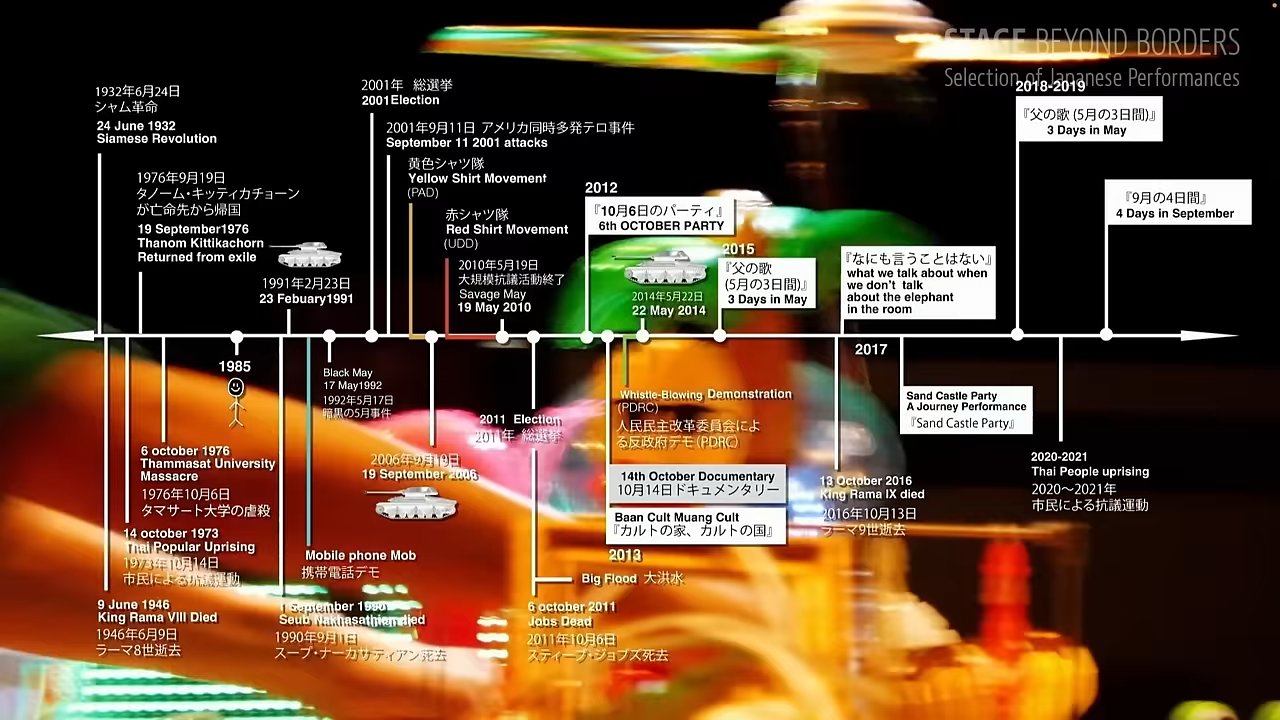 STAGE BEYOND BORDERS
Selection of Japanese Performances
1932年6月24日
シャム革命
24 June 1932
Siamese Revolution
1976年9月19日
タノーム・キッティカチョーン
が亡命先から帰国
19 September1976
Thanom Kittikachorn
Returned from exile
1991年2月23日
23 Febuary1991
2001年 総選挙
2001Election
2001年9月11日 アメリカ同時多発テロ事件
September 11 2001 attacks
黄色シャツ隊
Yellow Shirt Movement
(PAD)
赤シャツ隊
Red Shirt Movement
(UDD)
2010年5月19日
大規模抗議活動終了
Savage May
19 May 2010
2012
『10月6日のパーティ』
6th OCTOBER PARTY
2014年5月22日
22 May 2014
2015
『父の歌
(5月の3日間)』
3 Days in May
『なにも言うことはない』
what we talk about when
we don't talk
about the elephant
in the room
2018-2019
『父の歌 (5月の3日間)』
3 Days in May
『9月の4日間』
4 Days in September
1985
6 october 1976
Thammasat University
Massacre
1976年10月6日
タマサート大学の虐殺
14 october 1973
Thai Popular Uprising
1973年10月14日
市民による抗議運動
9 June 1946
King Rama VIII Died
1946年6月9日
ラーマ8世逝去
Black May
17 May1992
1992年5月17日
暗黒の5月事件
Mobile phone Mob
携帯電話デモ
1 September 1990
Seub Nakhasathien died
1990年9月1日
スープ・ナーカサティアン死去
2006年9月19日
19 September 2006
2011 Election
2011年 総選挙
Big Flood 大洪水
6 october 2011
Jobs Dead
2011年10月6日
スティーブ・ジョブズ死去
Whistle-Blowing Demonstration
(PDRC)
人民民主改革委員会によ
る反政府デモ (PDRC)
14th October Documentary
10月14日ドキュメンタリー
Baan Cult Muang Cult
『カルトの家、カルトの国』
2013
2017
13 October 2016
King Rama IX died
2016年10月13日
ラーマ9世逝去
Sand Castle Party
A Journey Performance
『Sand Castle Party』
2020-2021
Thai People uprising
2020〜2021年
市民による抗議運動